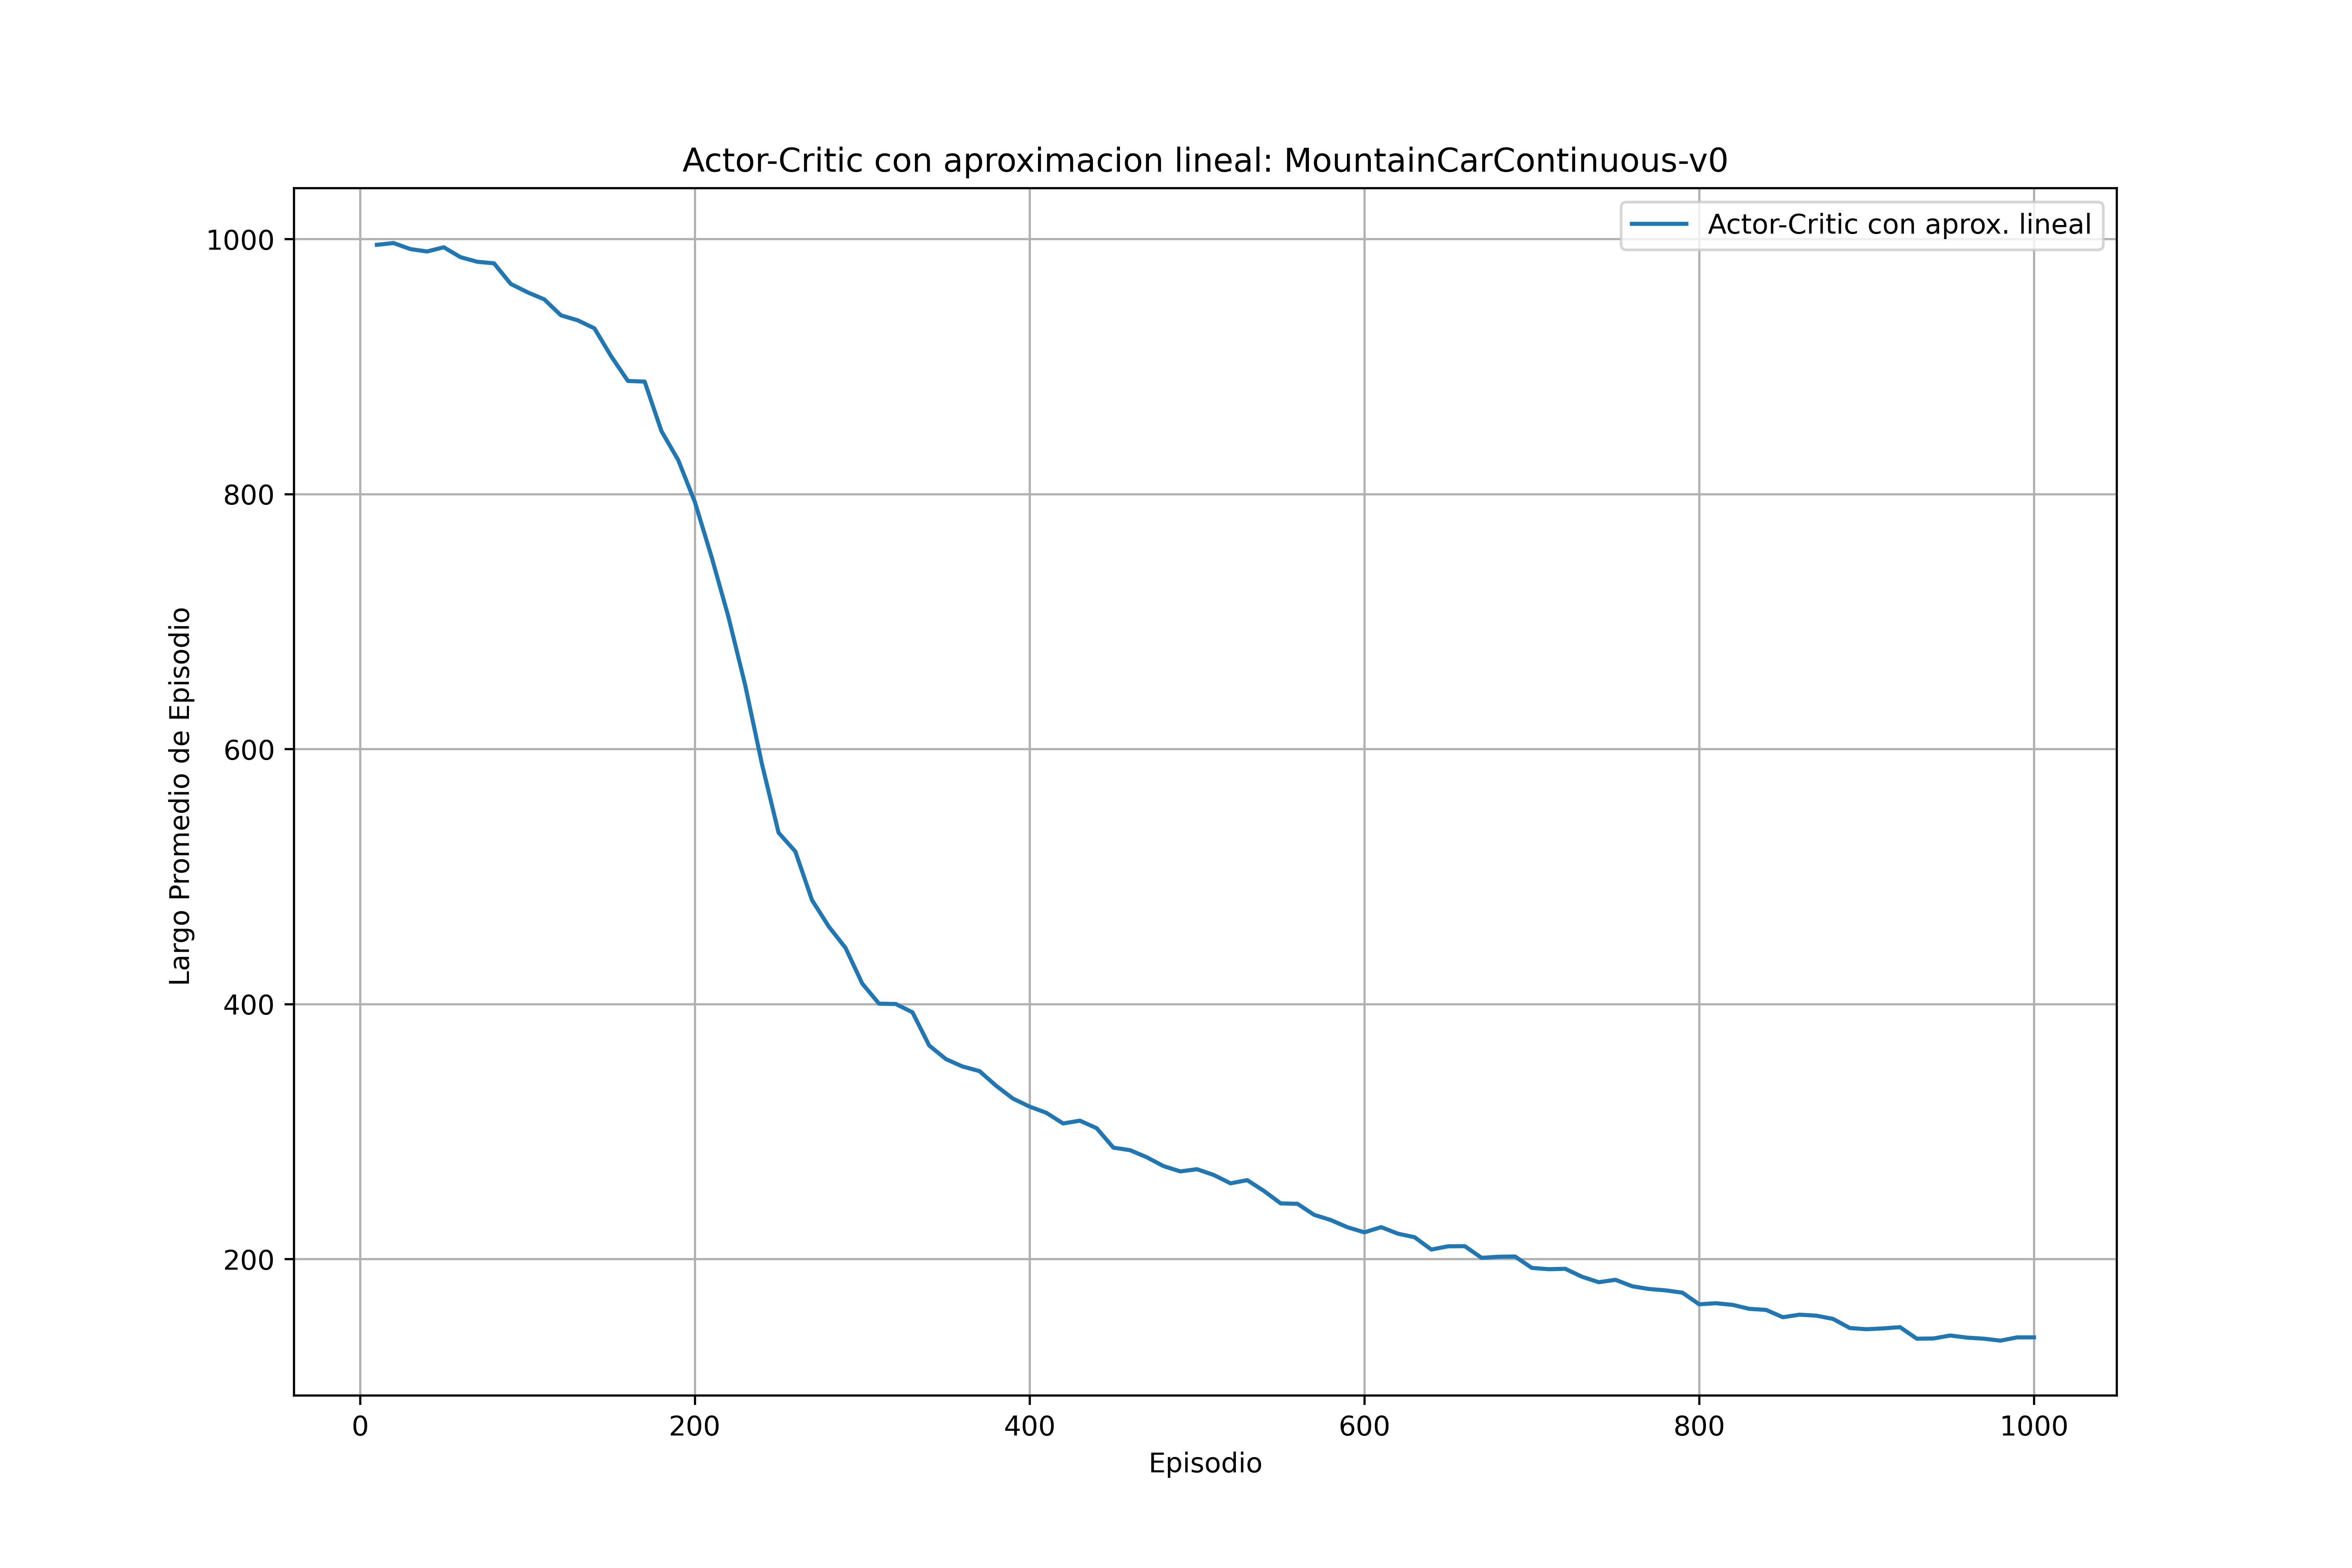 Actor-Critic con aproximacion lineal: MountainCarContinuous-v0
Actor-Critic con aprox. lineal
Largo Promedio de Episodio
1000
800
600
400
200
0 200 400 600 800 1000
Episodio